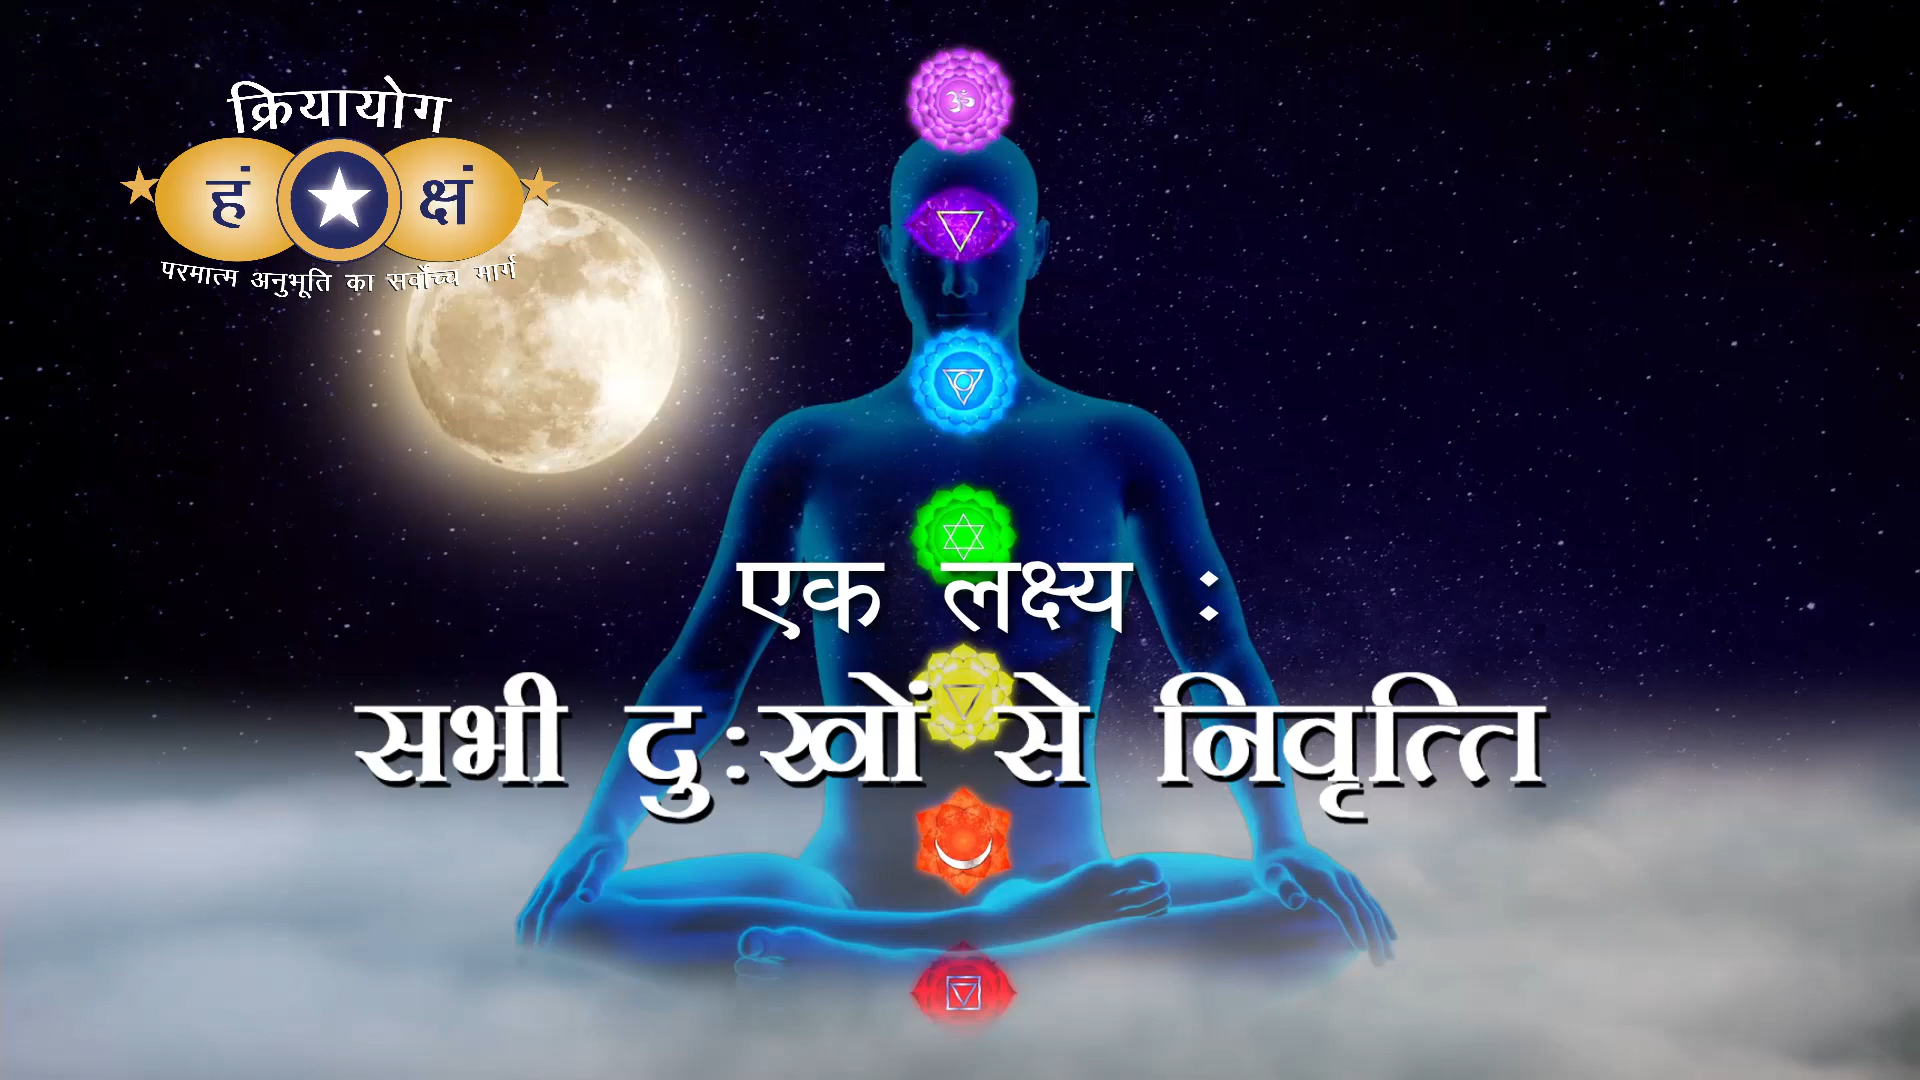 क्रियायोग
हं क्षं
परमात्म अनुभूति का सर्वोच्च मार्ग
ॐ
एक लक्ष्य :
सभी दुःखों से निवृत्ति